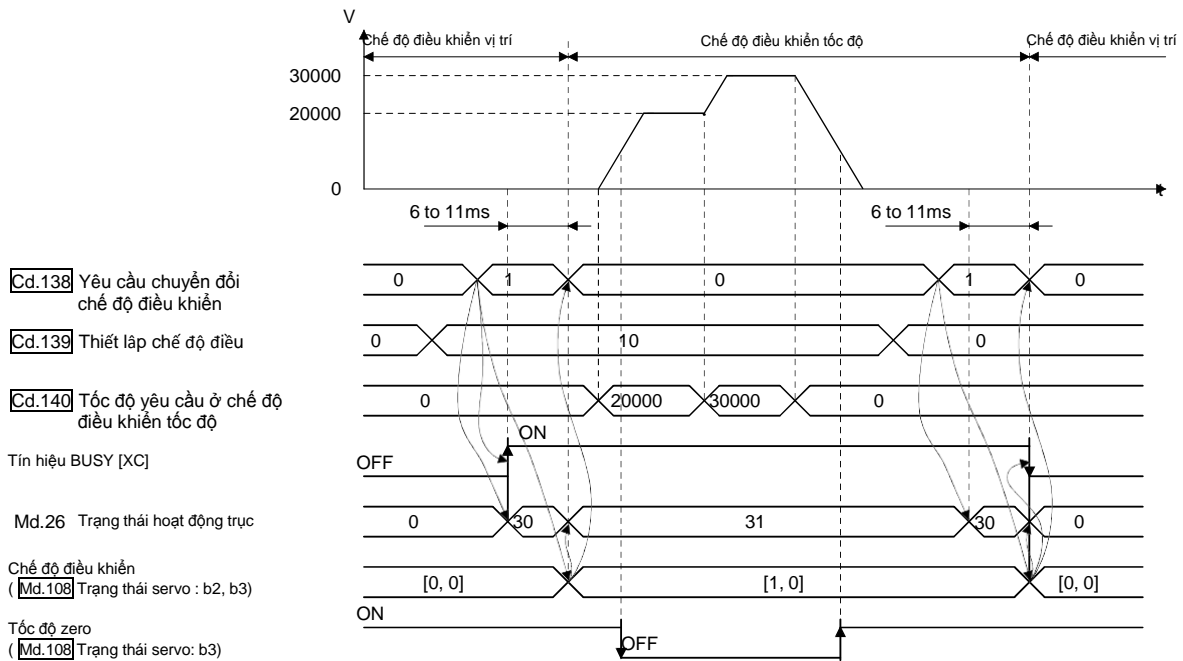 V
Chế độ điều khiển vị trí
Chế độ điều khiển tốc độ
Chế độ điều khiển vị trí
30000
20000
0
t
6 to 11ms
6 to 11ms
Cd.138 Yêu cầu chuyển đổi
chế độ điều khiển
0 1 0 1 0
Cd.139 Thiết lâp chế độ điều
0 10 0
Cd.140 Tốc độ yêu cầu ở chế độ
điều khiển tốc độ
0 20000 30000 0
ON
Tín hiệu BUSY [XC]
OFF
Md.26 Trạng thái hoạt động trục
0 30 31 30 0
Chế độ điều khiển
( Md.108 Trạng thái servo : b2, b3)
[0, 0] [1, 0] [0, 0]
ON
Tốc độ zero
( Md.108 Trạng thái servo: b3)
OFF